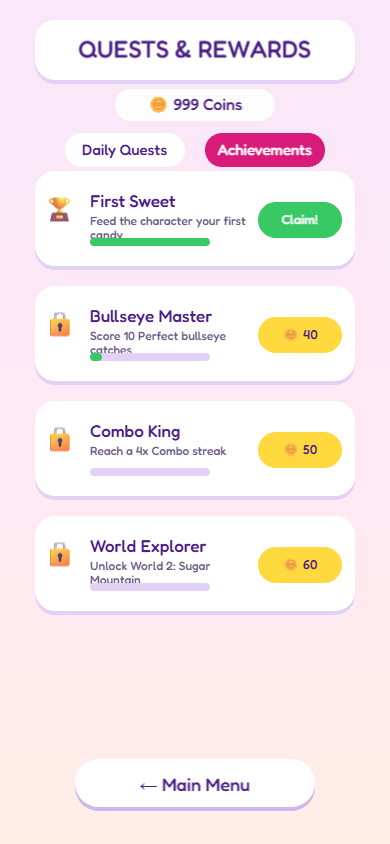 QUESTS & REWARDS
999 Coins
Daily Quests
Achievements
First Sweet
Feed the character your first
candy
Claim!
Bullseye Master
Score 10 Perfect bullseye
catches
40
Combo King
Reach a 4x Combo streak
50
World Explorer
Unlock World 2: Sugar
Mountain
60
← Main Menu